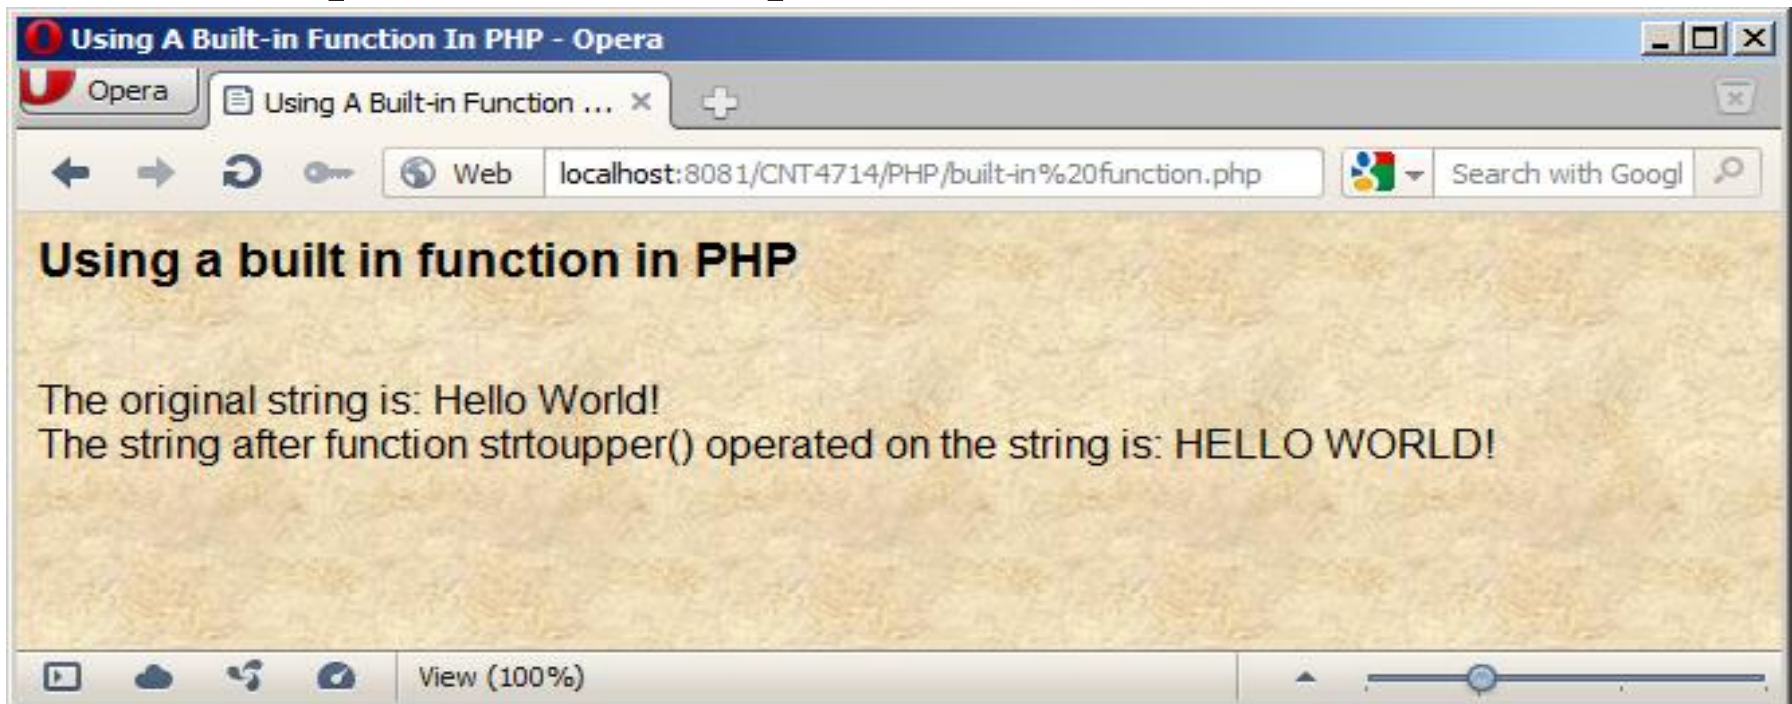 Using A Built-in Function In PHP - Opera
Opera
Using A Built-in Function ...
Web
localhost:8081/CNT4714/PHP/built-in%20function.php
Search with Googl
Using a built in function in PHP
The original string is: Hello World!
The string after function strtoupper() operated on the string is: HELLO WORLD!
View (100%)